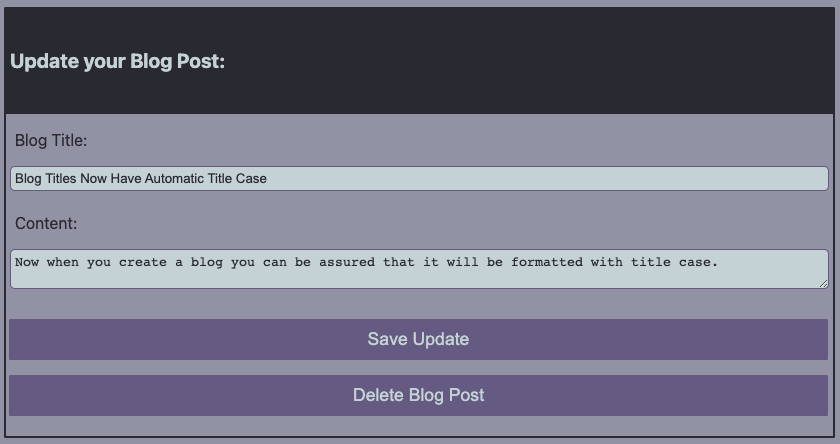 Update your Blog Post:
Blog Title:
Blog Titles Now Have Automatic Title Case
Content:
Now when you create a blog you can be assured that it will be formatted with title case.
Save Update
Delete Blog Post